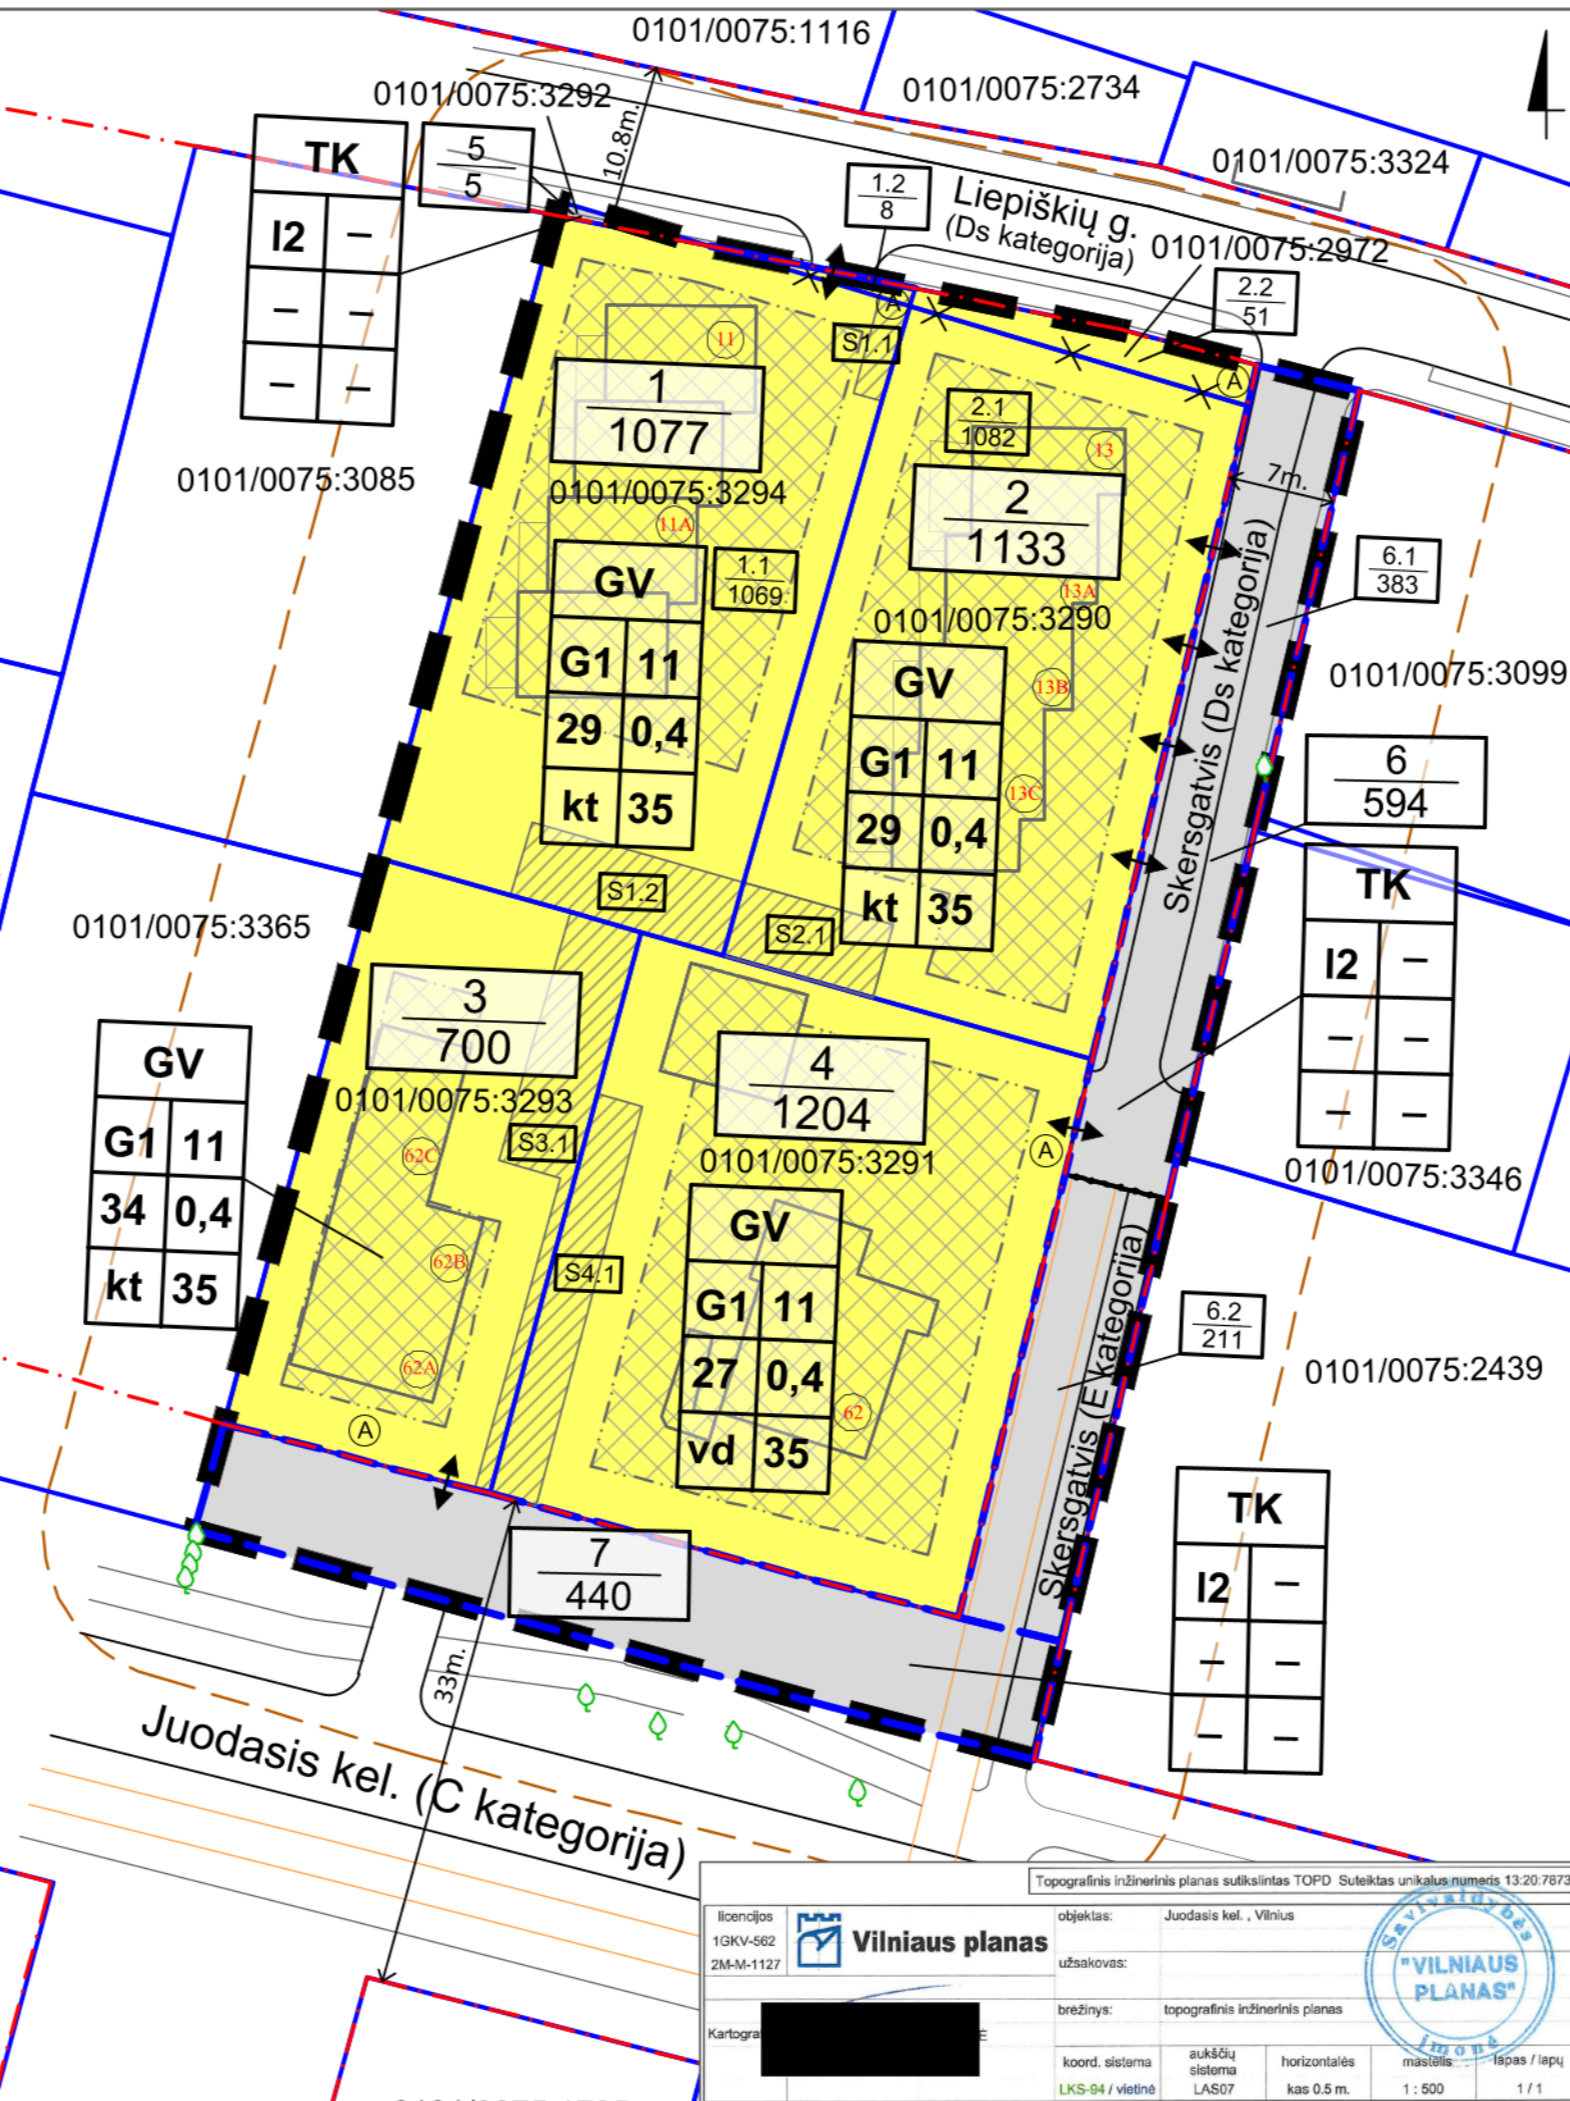 0101/0075:1116
0101/0075:2734
0101/0075:3292
10.8m.
0101/0075:3324
TK
I2 –
– –
– –
5
5
1.2
8
Liepiškių g.
(Ds kategorija)
0101/0075:2972
2.2
51
A
S1.1
11
A
1
1077
0101/0075:3294
11A
GV
G1 11
29 0,4
kt 35
1.1
1069
0101/0075:3085
2.1
1082
13
2
1133
13A
0101/0075:3290
13B
GV
G1 11
29 0,4
kt 35
13C
7m.
Skersgatvis (Ds kategorija)
6.1
383
0101/0075:3099
6
594
TK
I2 –
– –
– –
0101/0075:3346
S1.2
S2.1
0101/0075:3365
3
700
0101/0075:3293
62C
S3.1
62B
62A
A
GV
G1 11
34 0,4
kt 35
4
1204
0101/0075:3291
A
S4.1
GV
G1 11
27 0,4
vd 35
62
Skersgatvis (E kategorija)
6.2
211
0101/0075:2439
7
440
TK
I2 –
– –
– –
33m.
Juodasis kel. (C kategorija)
Topografinis inžinerinis planas sutikslintas TOPD Suteiktas unikalus numeris 13:20:7873
licencijos
1GKV-562
2M-M-1127
Vilniaus planas
objektas: Juodasis kel. , Vilnius
užsakovas:
Kartogra
brėžinys: topografinis inžinerinis planas
koord. sistema
LKS-94 / vietinė
aukščių sistema
LAS07
horizontalės
kas 0.5 m.
mastelis
1 : 500
lapas / lapų
1 / 1
Savivaldybės
"VILNIAUS
PLANAS"
įmonė